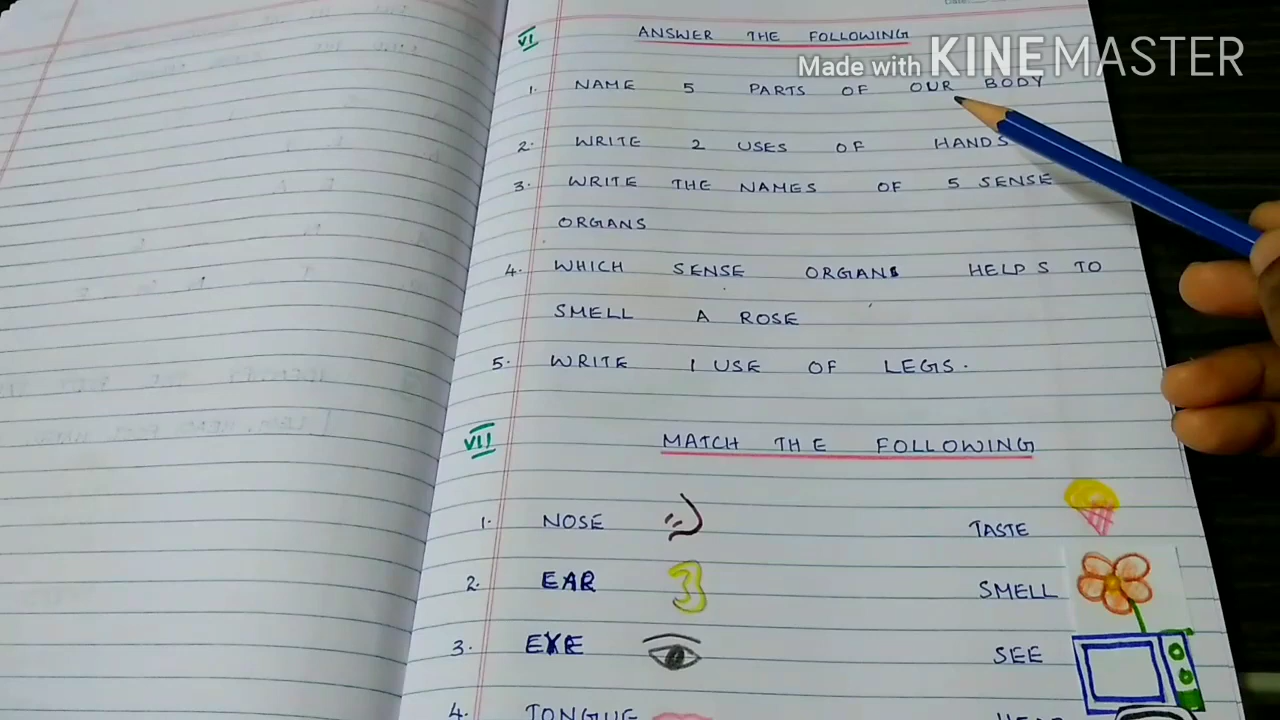 Date:
VI ANSWER THE FOLLOWING
Made with KINEMASTER
1. NAME 5 PARTS OF OUR BODY
2. WRITE 2 USES OF HANDS
3. WRITE THE NAMES OF 5 SENSE
ORGANS
4. WHICH SENSE ORGANS HELPS TO
SMELL A ROSE
5. WRITE 1 USE OF LEGS.
VII MATCH THE FOLLOWING
1. NOSE TASTE
2. EAR SMELL
3. EYE SEE
4. TONGUE HEAR